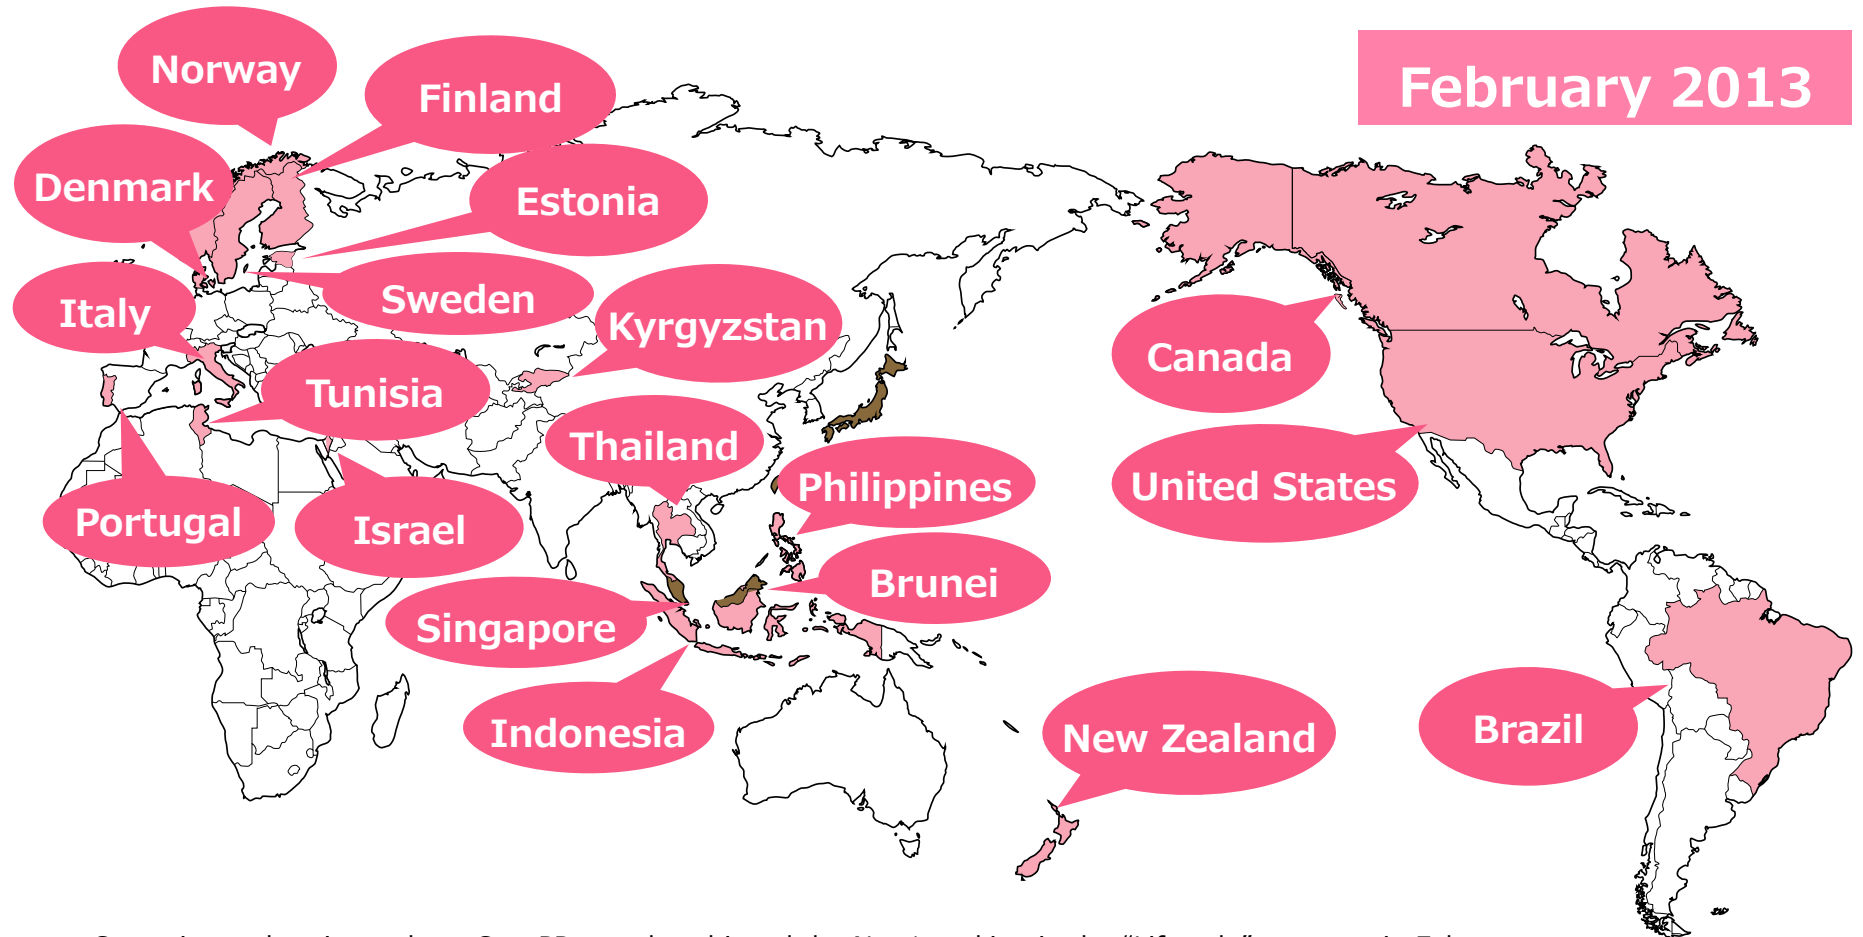 Norway
Finland
February 2013
Denmark
Estonia
Italy
Sweden
Kyrgyzstan
Canada
Tunisia
Thailand
Philippines
United States
Portugal
Israel
Brunei
Singapore
Indonesia
New Zealand
Brazil